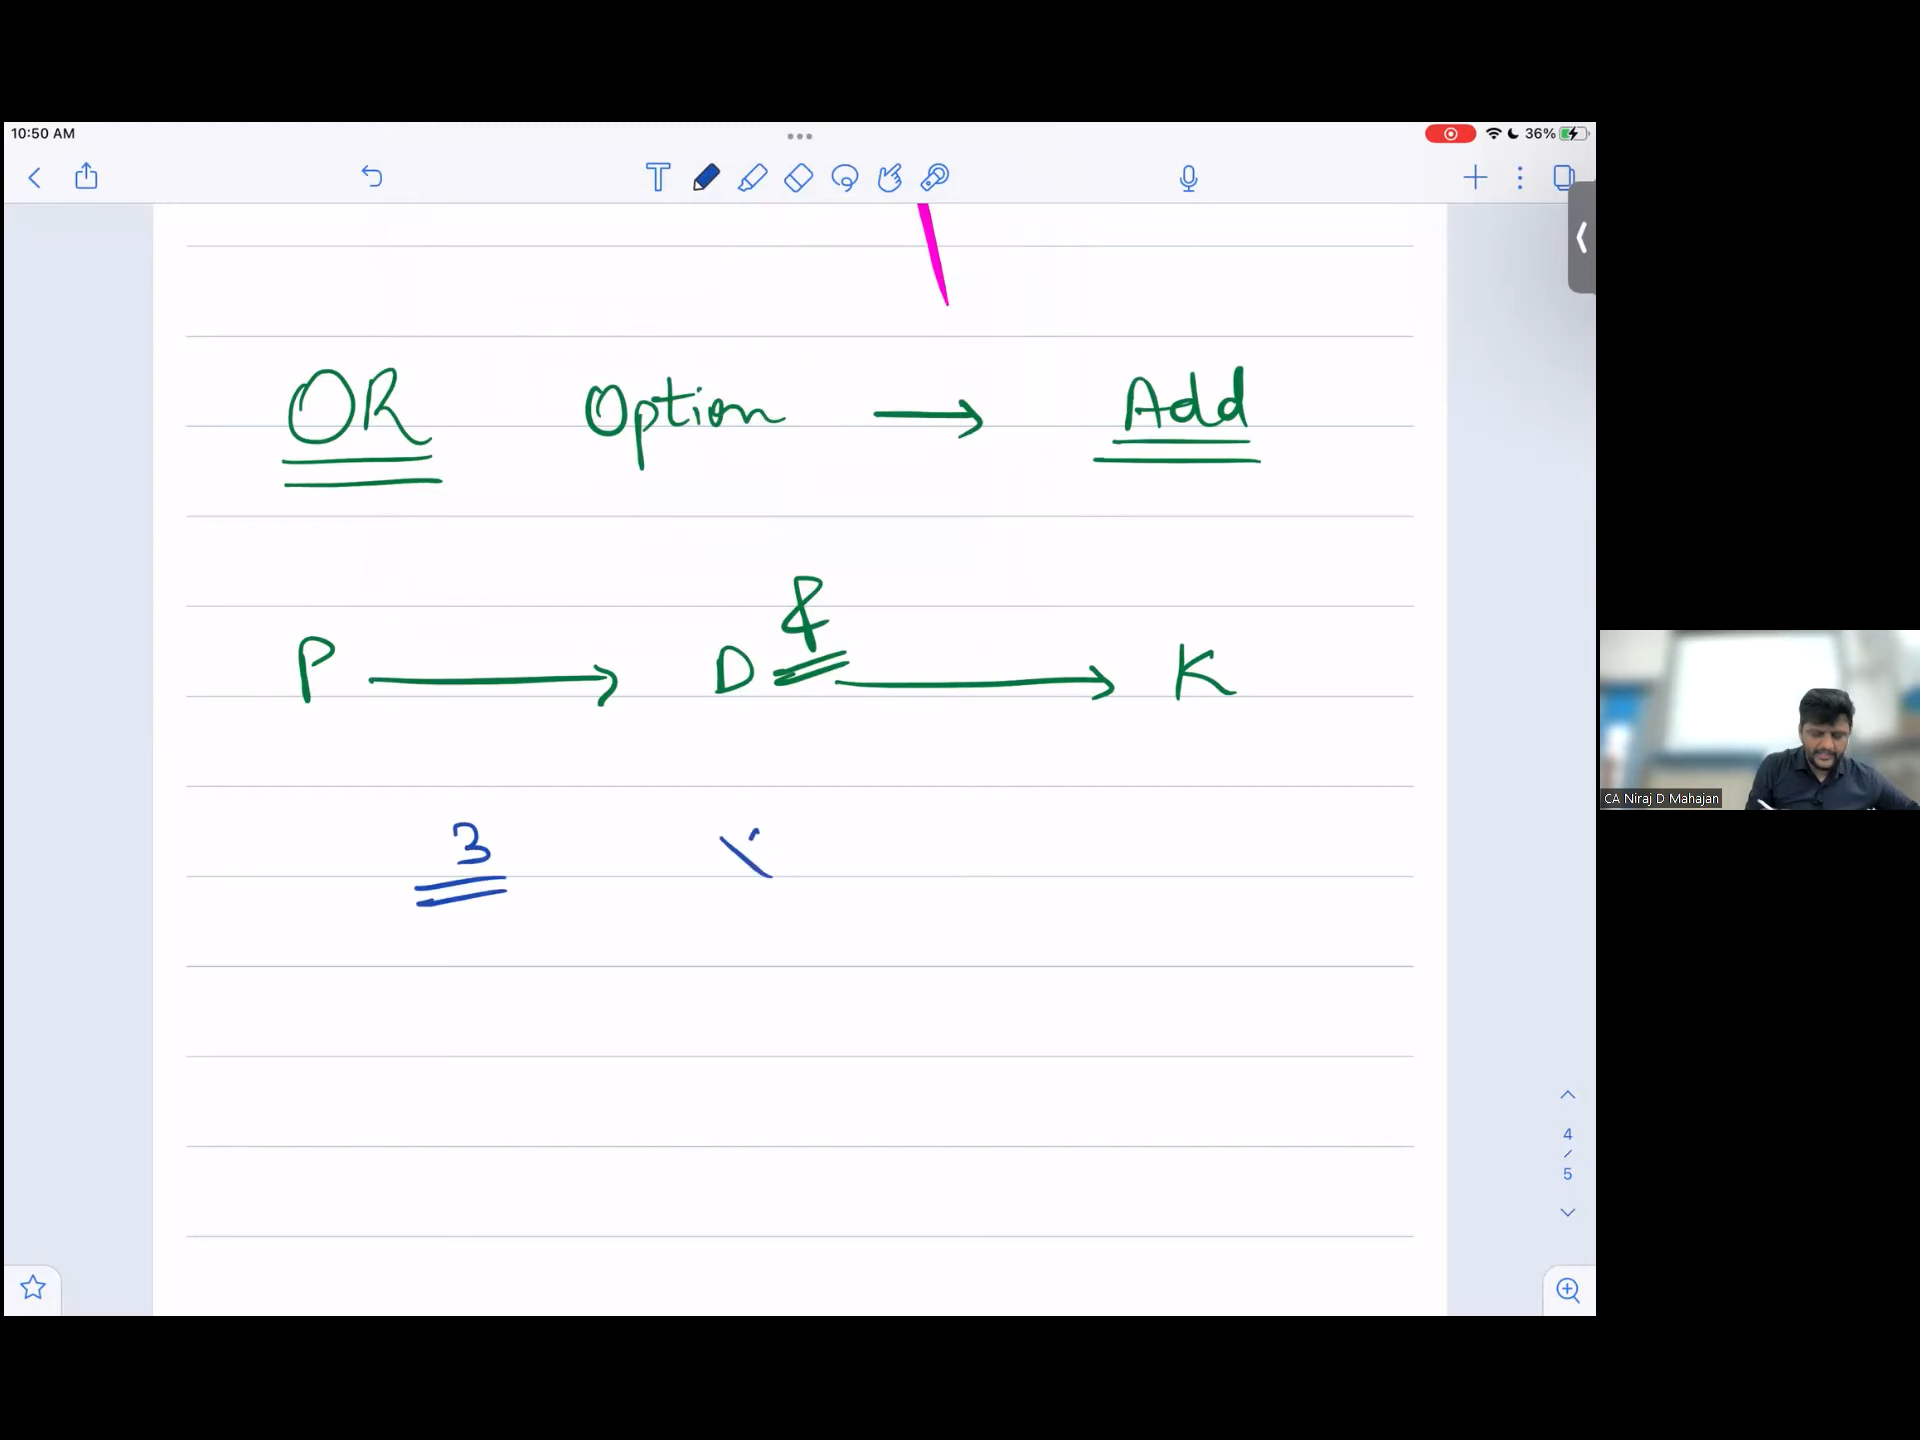 10:50 AM
36%
T
OR Option → Add
&
P → D → K
3
4
/
5
CA Niraj D Mahajan